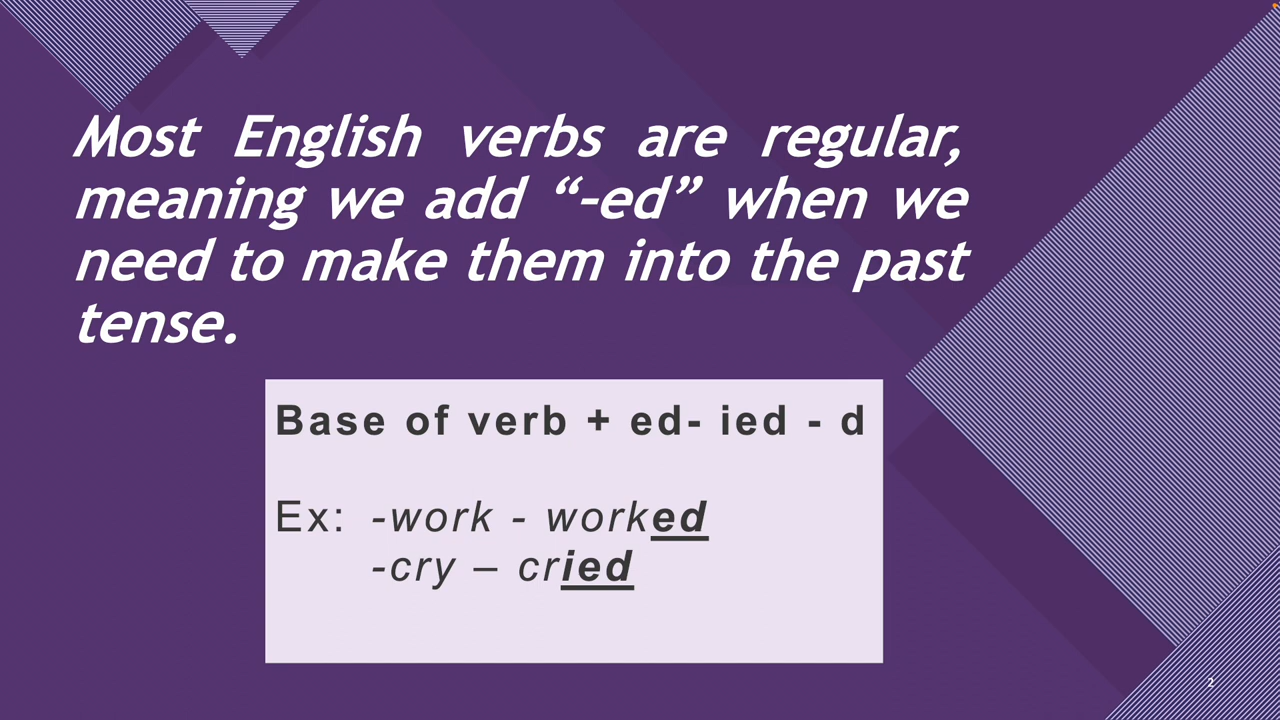 Most English verbs are regular,
meaning we add “-ed” when we
need to make them into the past
tense.
Base of verb + ed- ied - d
Ex: -work - worked
-cry – cried
2